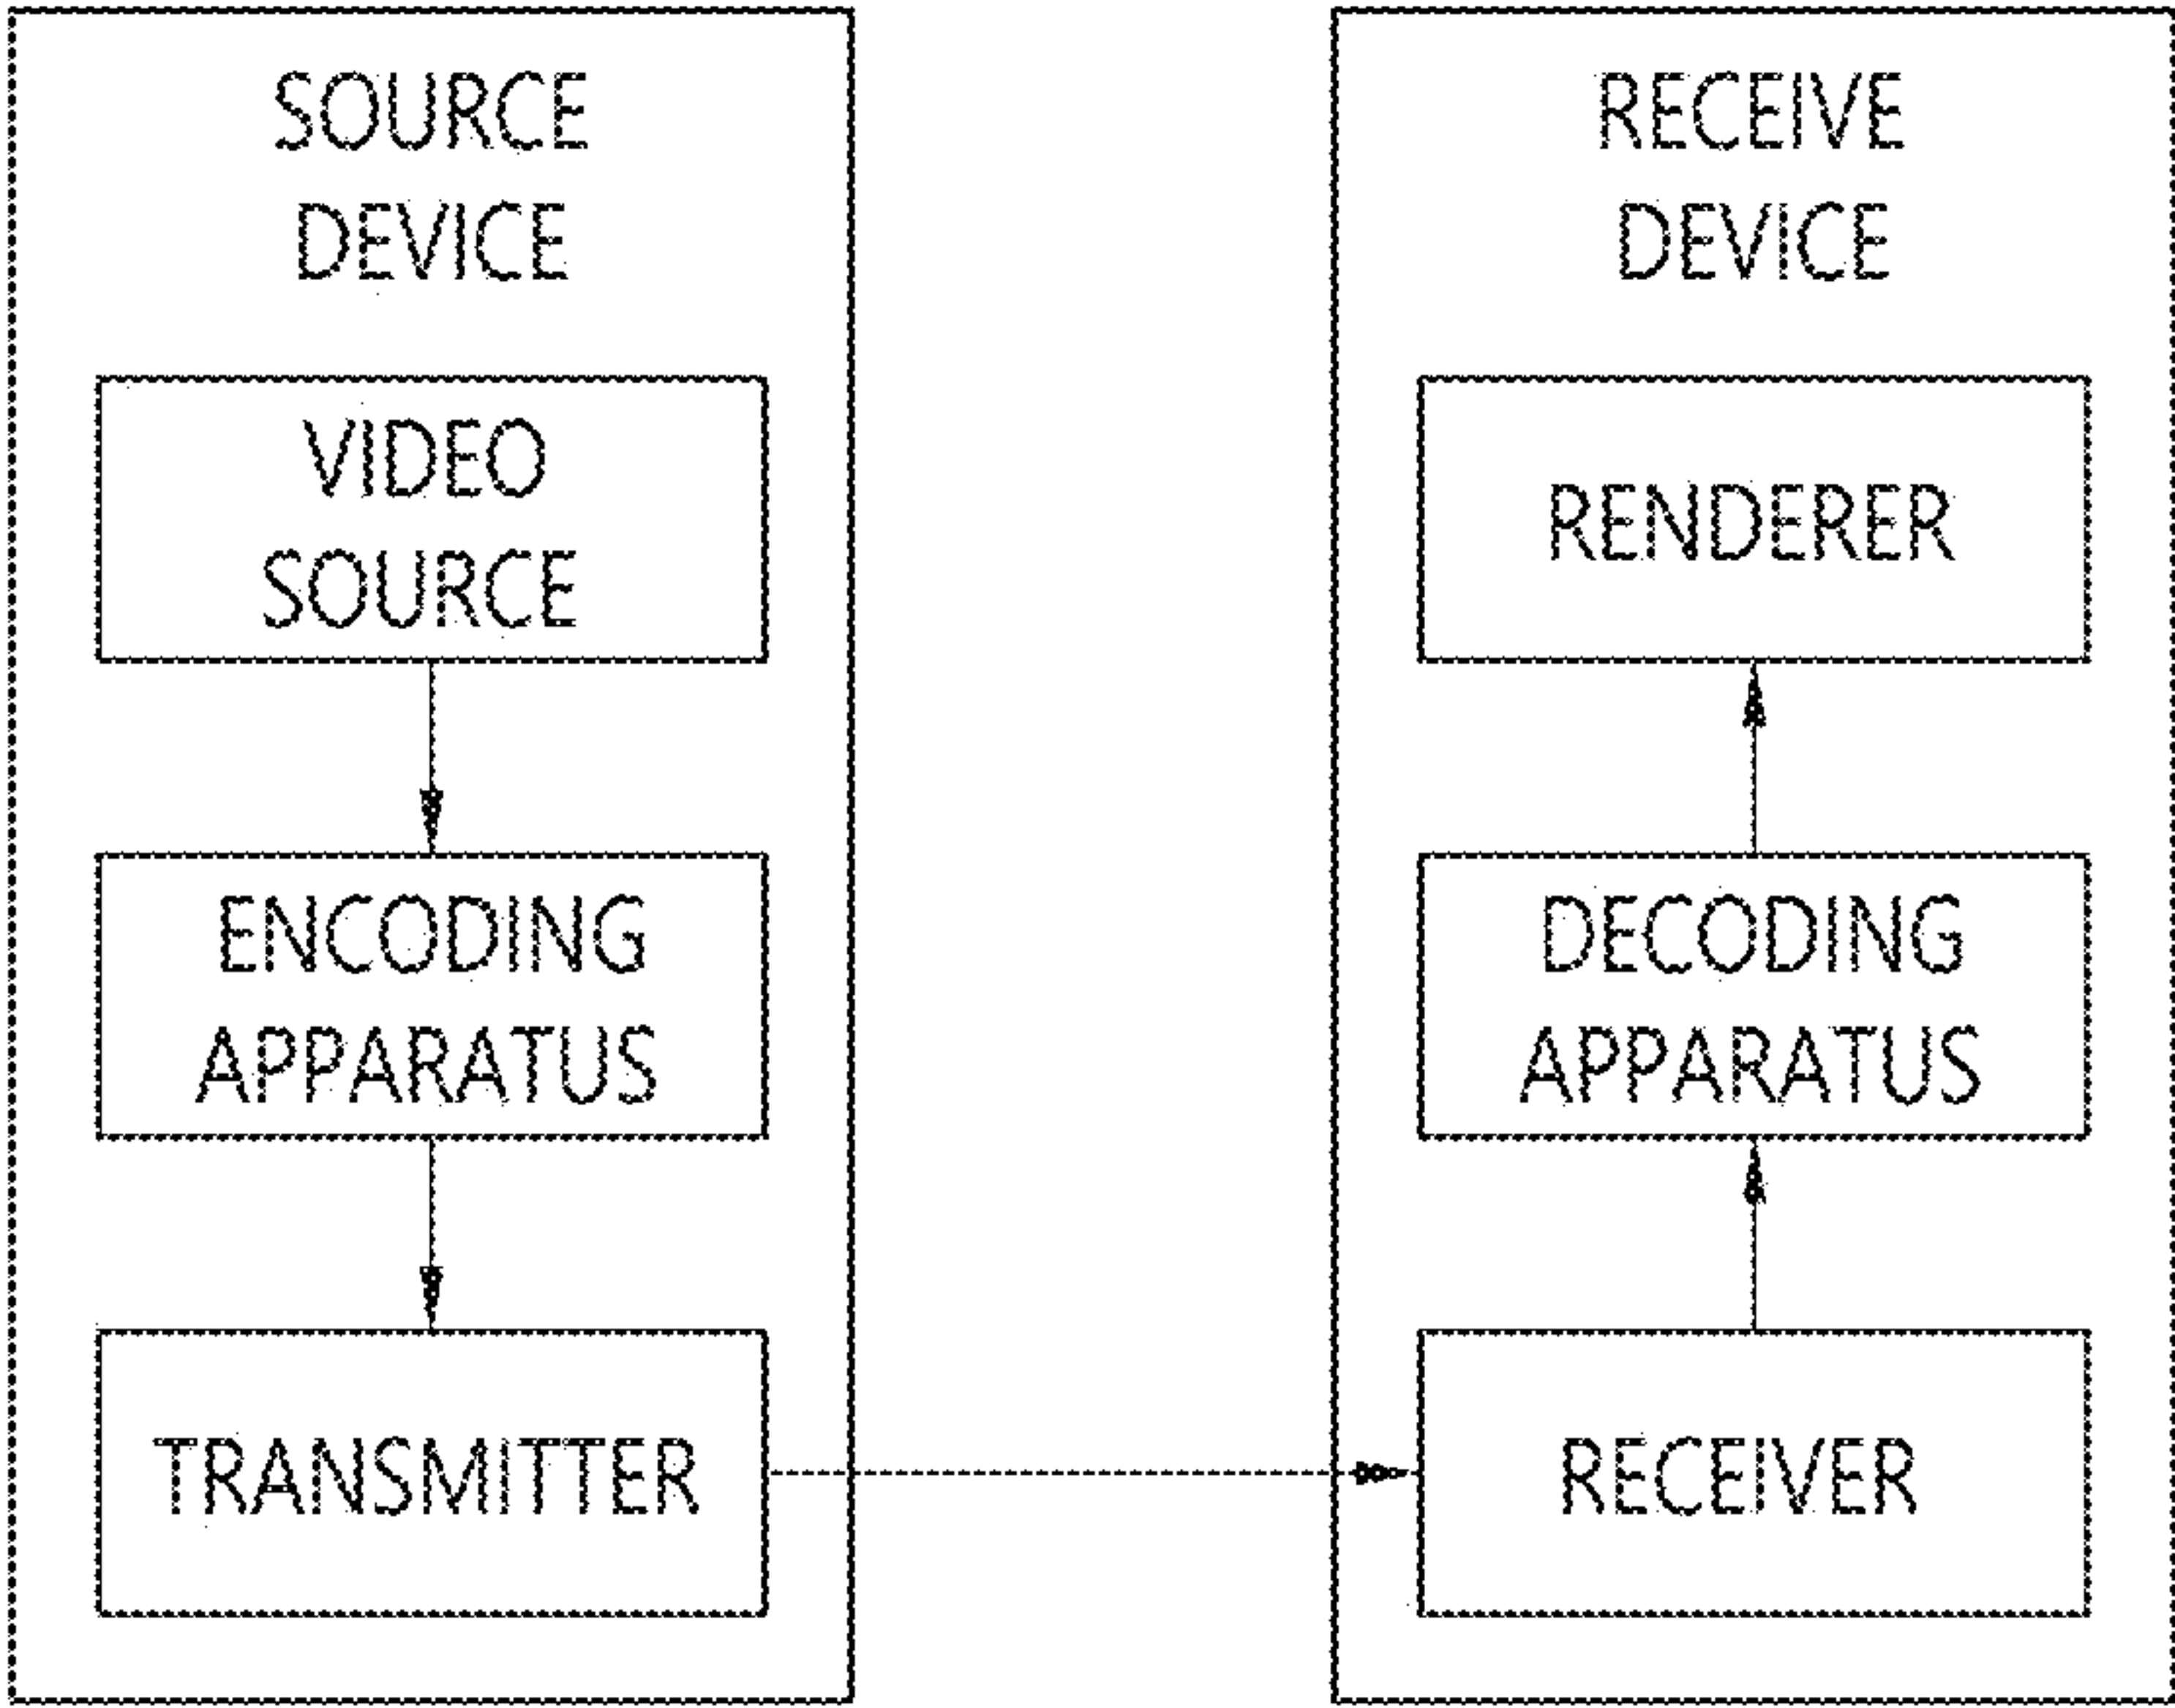 SOURCE
DEVICE
VIDEO
SOURCE
ENCODING
APPARATUS
TRANSMITTER
RECEIVE
DEVICE
RENDERER
DECODING
APPARATUS
RECEIVER